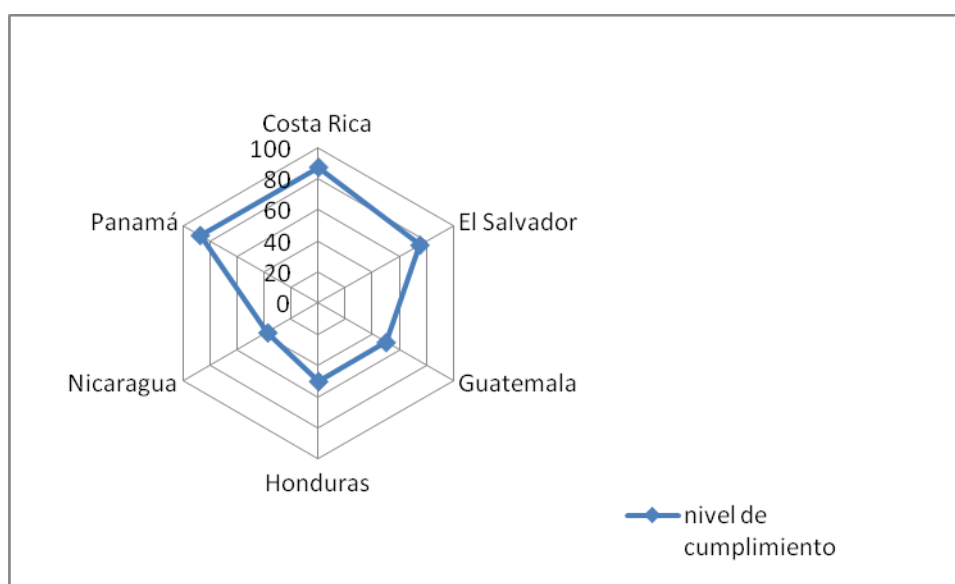 Costa Rica
100
80
Panamá
El Salvador
60
40
20
0
Nicaragua
Guatemala
Honduras
nivel de
cumplimiento